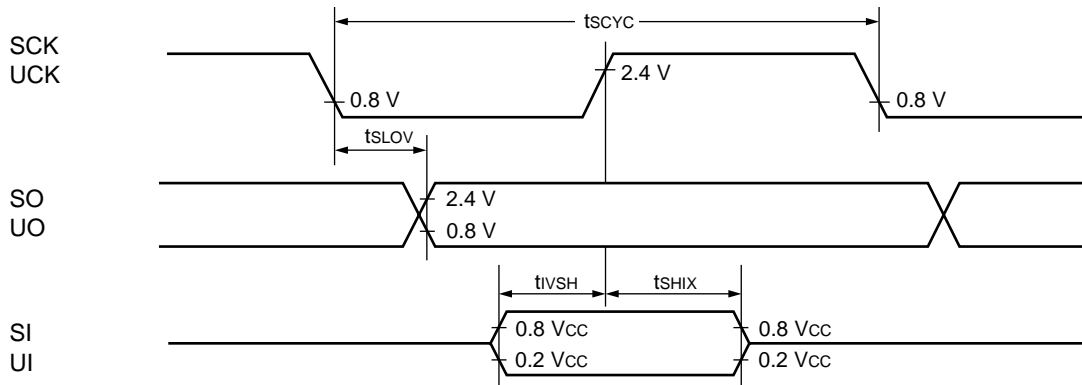 tSCYC
SCK
UCK
2.4 V
0.8 V
0.8 V
tSLOV
SO
UO
2.4 V
0.8 V
tIVSH
tSHIX
SI
UI
0.8 VCC
0.8 VCC
0.2 VCC
0.2 VCC